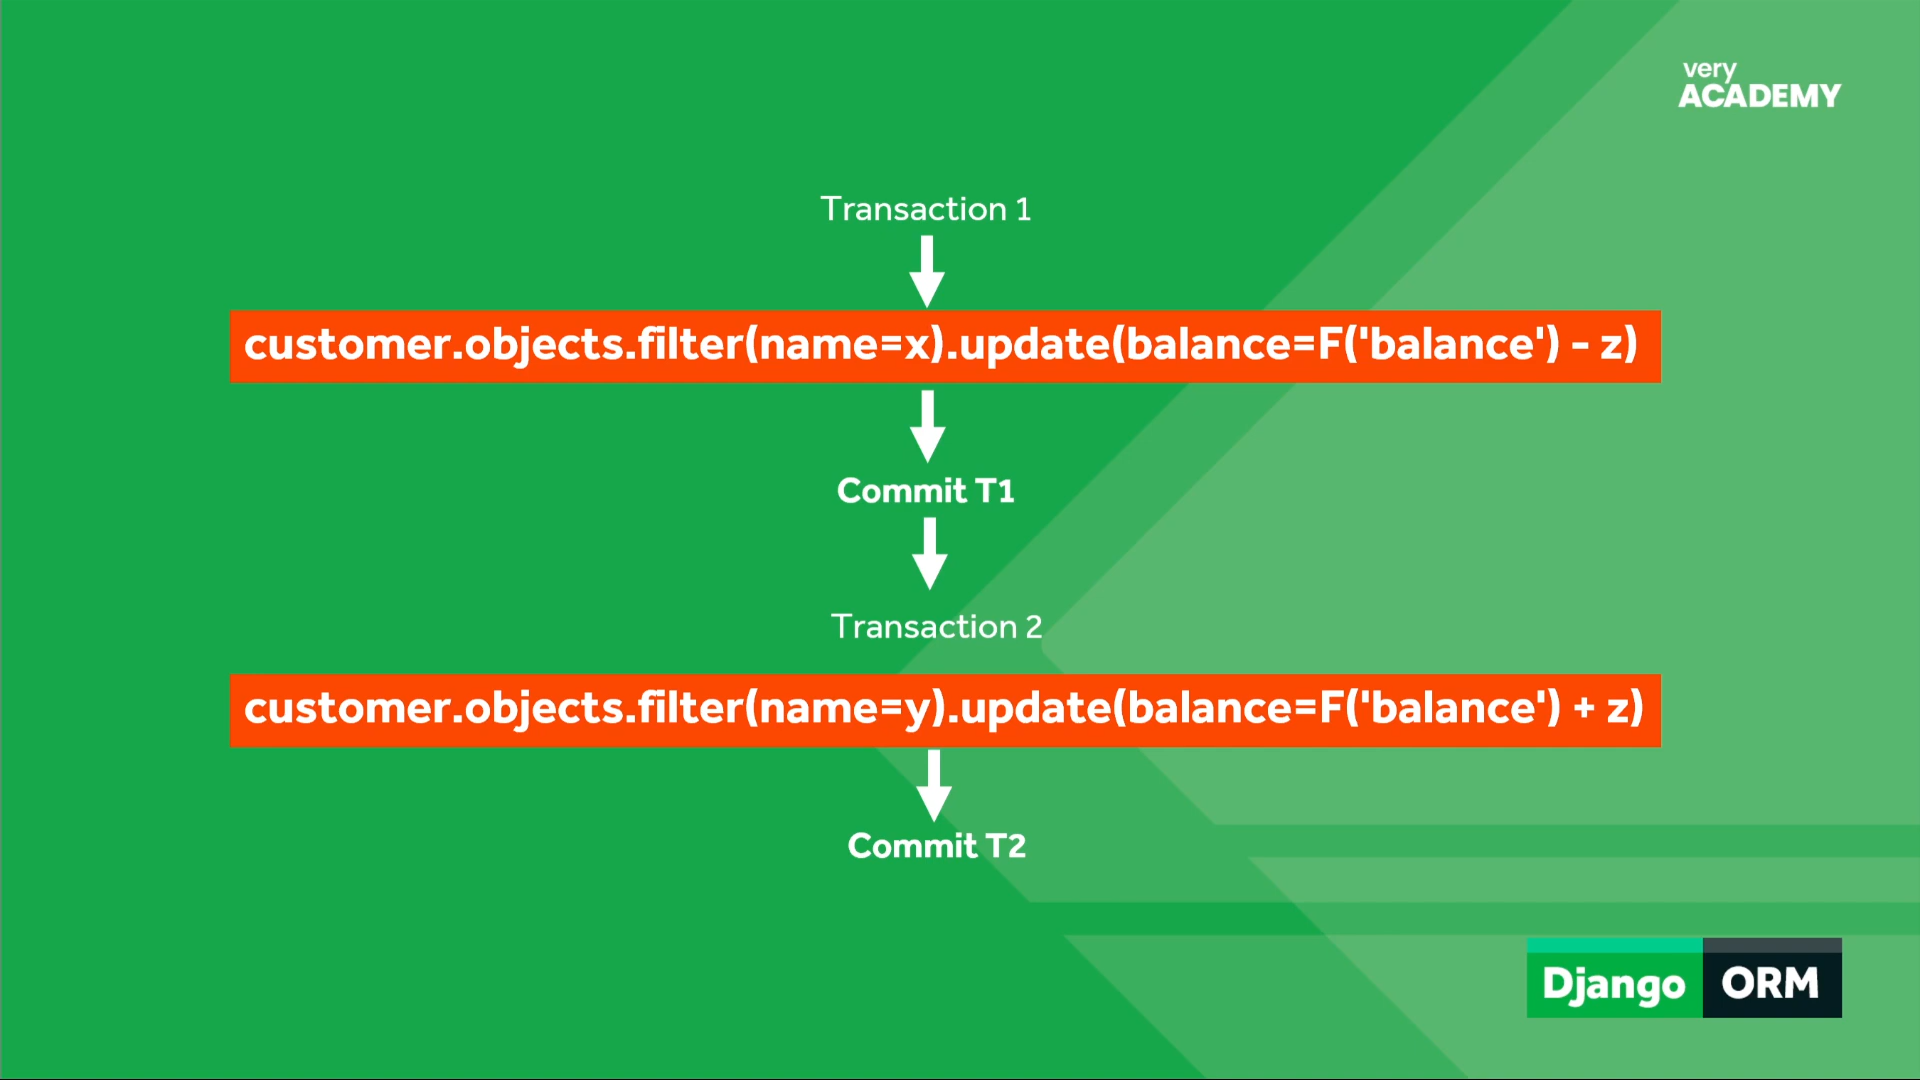 very
ACADEMY
Transaction 1
customer.objects.filter(name=x).update(balance=F('balance') - z)
Commit T1
Transaction 2
customer.objects.filter(name=y).update(balance=F('balance') + z)
Commit T2
Django ORM